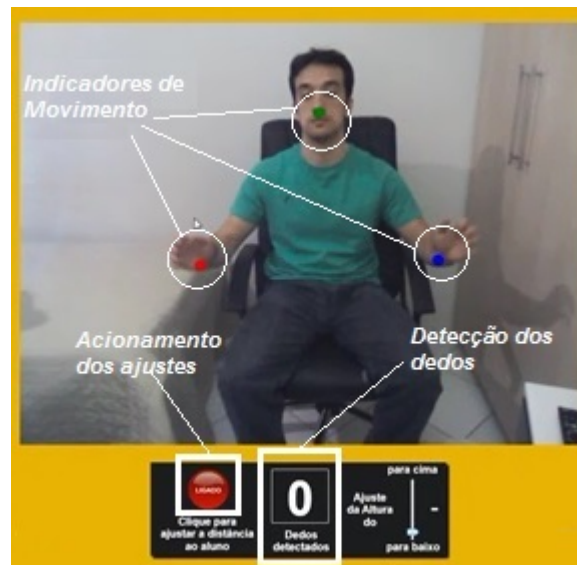 Indicadores de
Movimento
Acionamento
dos ajustes
Detecção dos
dedos
LIGADO
Clique para
ajustar a distância
ao aluno
0
Dedos
detectados
Ajuste
da Altura
do
para cima
-
para baixo